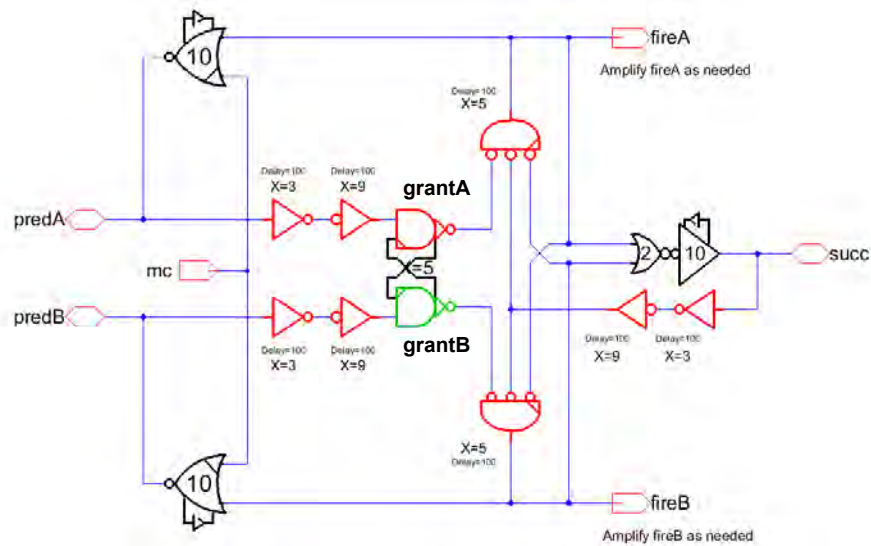 10
fireA
Amplify fireA as needed
Delay=100
X=5
Delay=100
X=3
Delay=100
X=9
grantA
predA
X=5
2
10
succ
mc
predB
grantB
Delay=100
X=3
Delay=100
X=9
Delay=100
X=9
Delay=100
X=3
X=5
Delay=100
10
fireB
Amplify fireB as needed